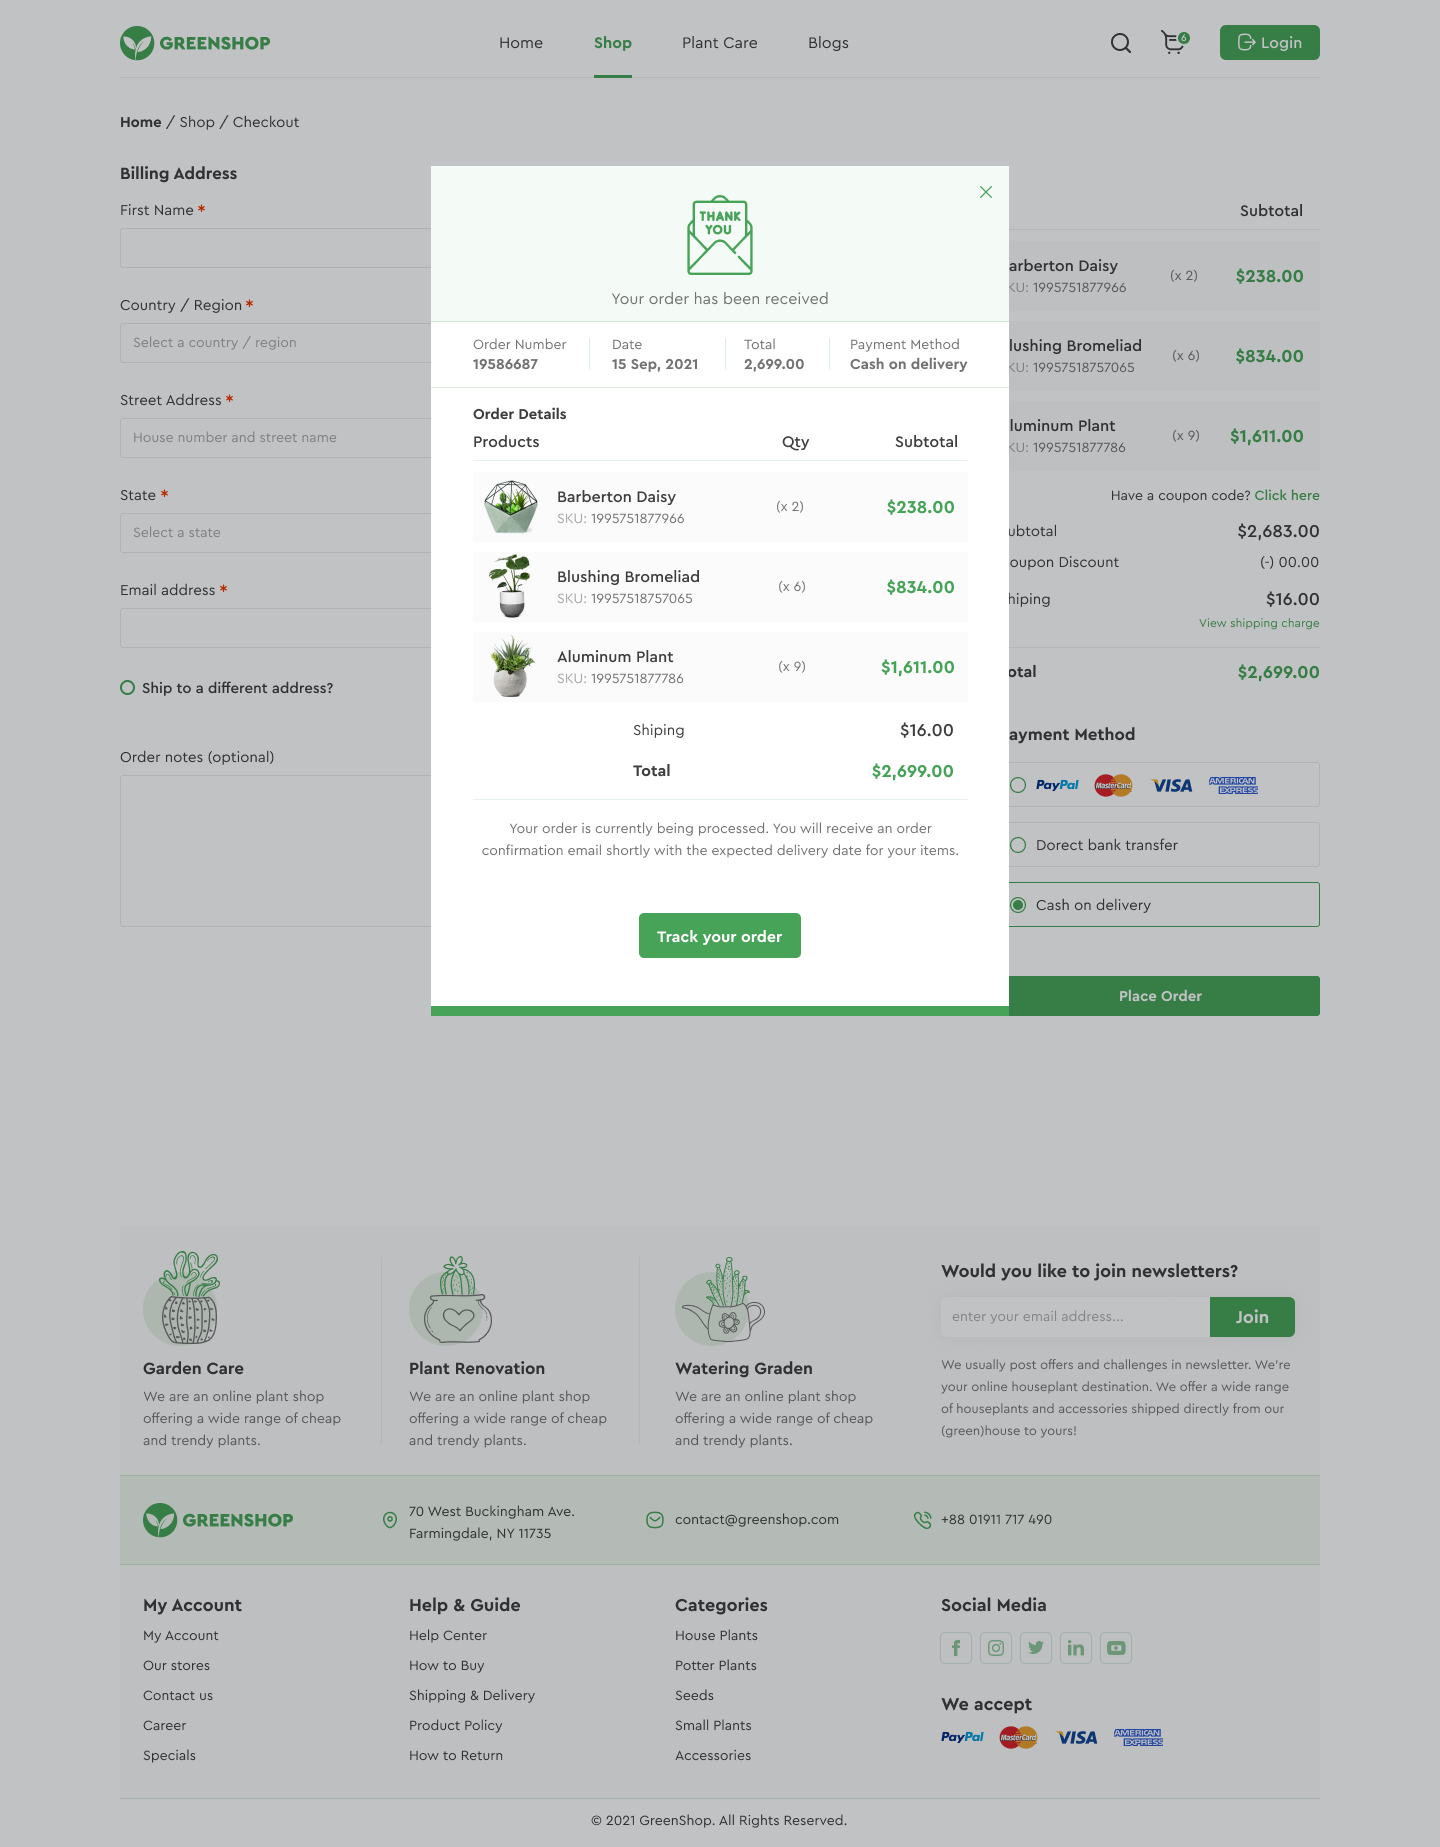 GREENSHOP
Home
Shop
Plant Care
Blogs
6
Login
Home / Shop / Checkout
Billing Address
First Name *
Country / Region *
Select a country / region
Street Address *
House number and street name
State *
Select a state
Email address *
Ship to a different address?
Order notes (optional)
THANK
YOU
Your order has been received
Order Number
19586687
Date
15 Sep, 2021
Total
2,699.00
Payment Method
Cash on delivery
Order Details
Products Qty Subtotal
Barberton Daisy
SKU: 1995751877966
(x 2)
$238.00
Blushing Bromeliad
SKU: 19957518757065
(x 6)
$834.00
Aluminum Plant
SKU: 1995751877786
(x 9)
$1,611.00
Shiping $16.00
Total $2,699.00
Your order is currently being processed. You will receive an order
confirmation email shortly with the expected delivery date for your items.
Track your order
Subtotal
arberton Daisy
KU: 1995751877966
(x 2)
$238.00
lushing Bromeliad
KU: 19957518757065
(x 6)
$834.00
luminum Plant
KU: 1995751877786
(x 9)
$1,611.00
Have a coupon code? Click here
ubtotal $2,683.00
oupon Discount (-) 00.00
hiping $16.00
View shipping charge
otal $2,699.00
ayment Method
PayPal MasterCard VISA AMERICAN EXPRESS
Dorect bank transfer
Cash on delivery
Place Order
Garden Care
We are an online plant shop
offering a wide range of cheap
and trendy plants.
Plant Renovation
We are an online plant shop
offering a wide range of cheap
and trendy plants.
Watering Graden
We are an online plant shop
offering a wide range of cheap
and trendy plants.
Would you like to join newsletters?
enter your email address...
Join
We usually post offers and challenges in newsletter. We're
your online houseplant destination. We offer a wide range
of houseplants and accessories shipped directly from our
(green)house to yours!
GREENSHOP
70 West Buckingham Ave.
Farmingdale, NY 11735
contact@greenshop.com
+88 01911 717 490
My Account
My Account
Our stores
Contact us
Career
Specials
Help & Guide
Help Center
How to Buy
Shipping & Delivery
Product Policy
How to Return
Categories
House Plants
Potter Plants
Seeds
Small Plants
Accessories
Social Media
f
in
We accept
PayPal MasterCard VISA AMERICAN EXPRESS
© 2021 GreenShop. All Rights Reserved.